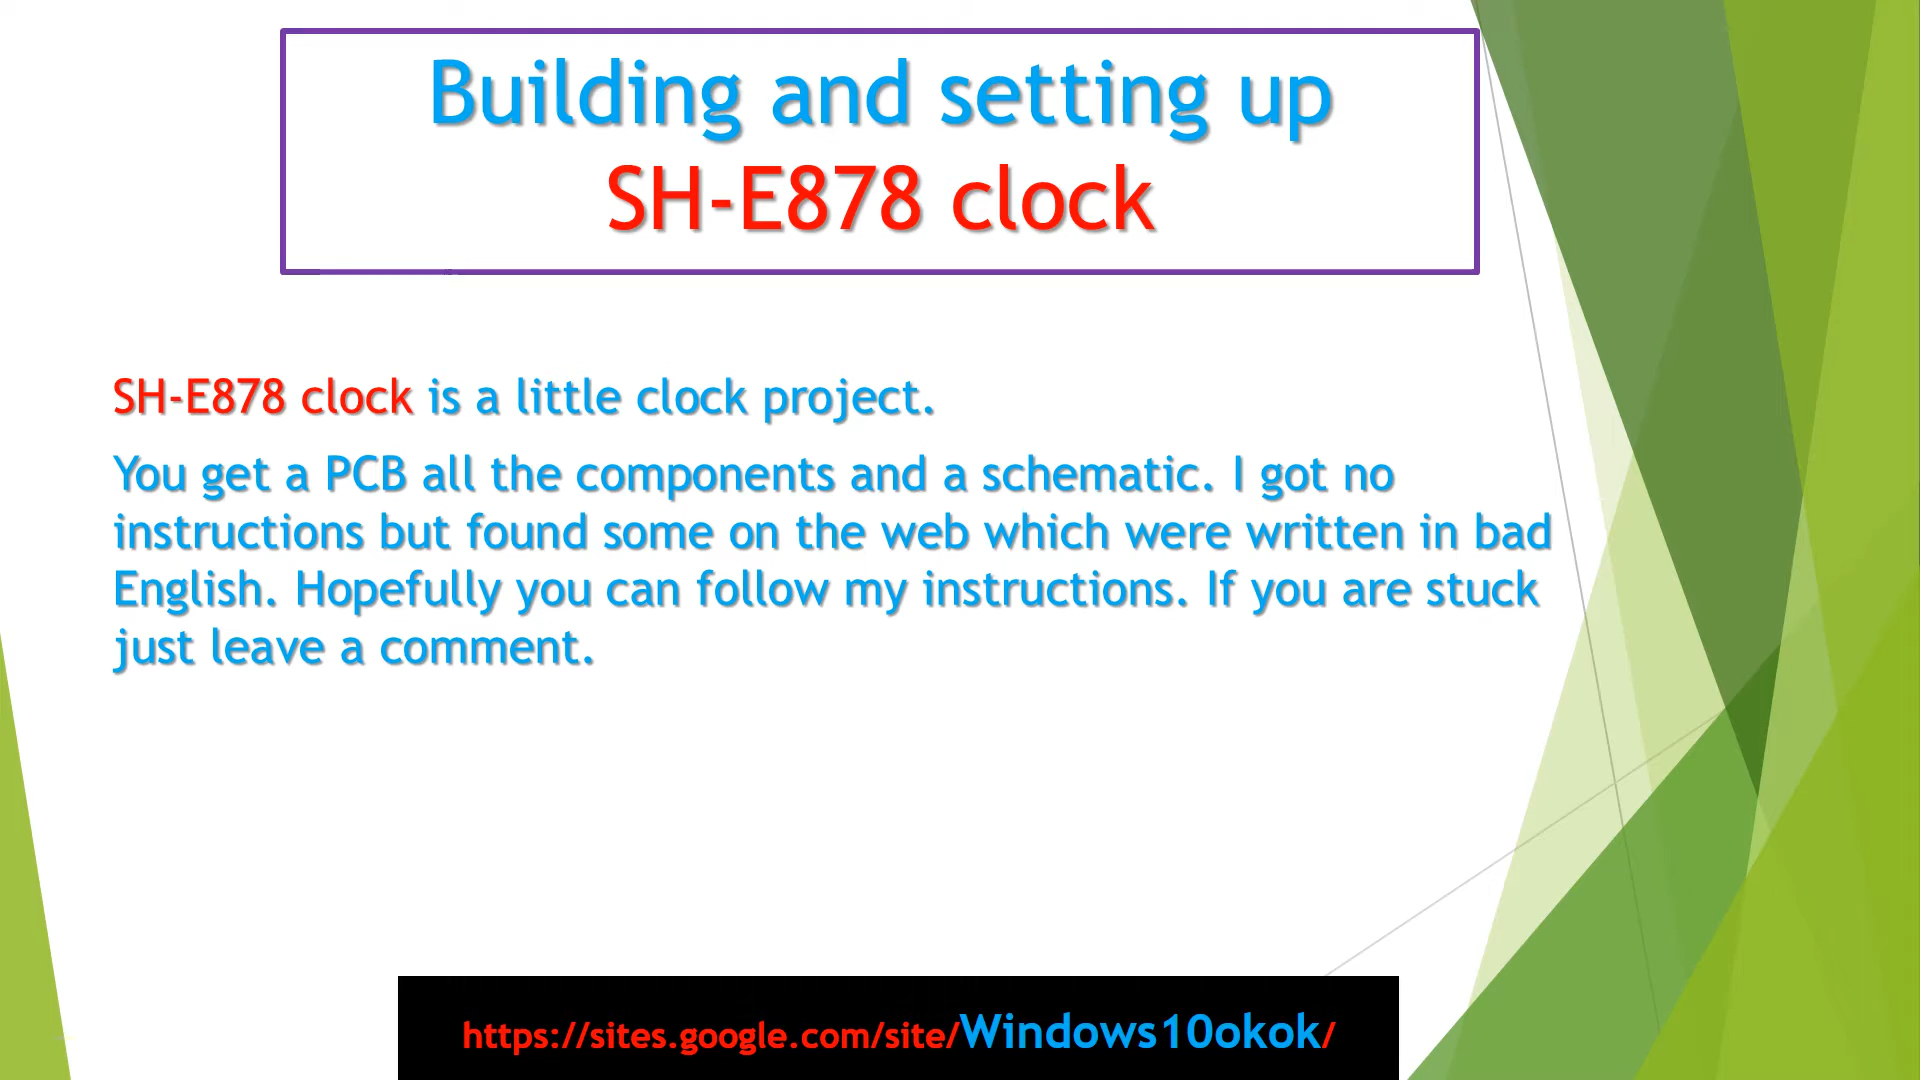 Building and setting up
SH-E878 clock
SH-E878 clock is a little clock project.
You get a PCB all the components and a schematic. I got no
instructions but found some on the web which were written in bad
English. Hopefully you can follow my instructions. If you are stuck
just leave a comment.
https://sites.google.com/site/Windows10okok/